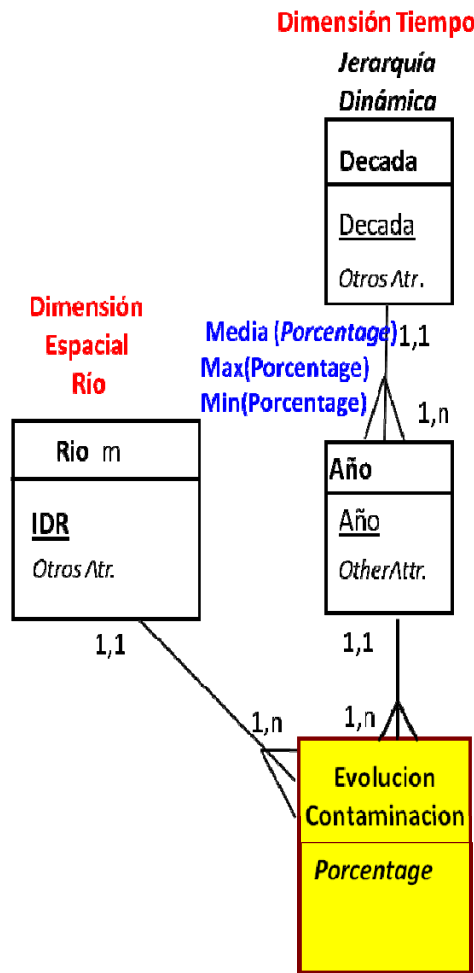 Dimensión Tiempo
Jerarquía
Dinámica
Decada
Decada
Otros Atr.
1,1
Media (Porcentage)
Max(Porcentage)
Min(Porcentage)
1,n
Dimensión
Espacial
Río
Rio m
IDR
Otros Atr.
1,1
Año
Año
OtherAttr.
1,1
1,n
1,n
Evolucion
Contaminacion
Porcentage